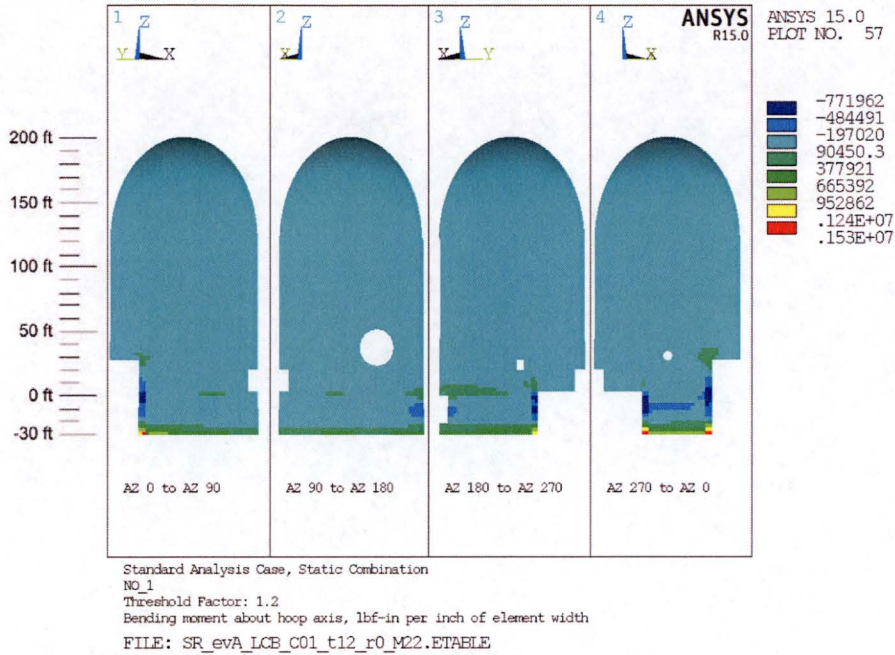 1 Z Y X
2 Z X
3 Z X Y
4 Z Y
ANSYS
R15.0
ANSYS 15.0
PLOT NO. 57
-771962
-484491
-197020
90450.3
377921
665392
952862
.124E+07
.153E+07
200 ft
150 ft
100 ft
50 ft
0 ft
-30 ft
AZ 0 to AZ 90
AZ 90 to AZ 180
AZ 180 to AZ 270
AZ 270 to AZ 0
Standard Analysis Case, Static Combination
NO_1
Threshold Factor: 1.2
Bending moment about hoop axis, lbf-in per inch of element width
FILE: SR_evA_LCB_C01_t12_r0_M22.ETABLE